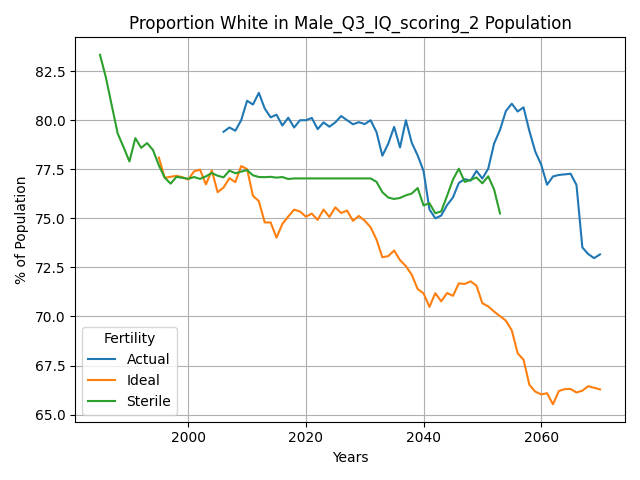 Proportion White in Male_Q3_IQ_scoring_2 Population
% of Population
82.5
80.0
77.5
75.0
72.5
70.0
67.5
65.0
Fertility
Actual
Ideal
Sterile
2000
2020
2040
2060
Years